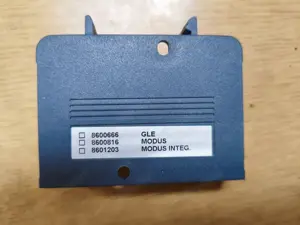 ☐ 8600666 GLE
☐ 8600816 MODUS
☐ 8601203 MODUS INTEG.